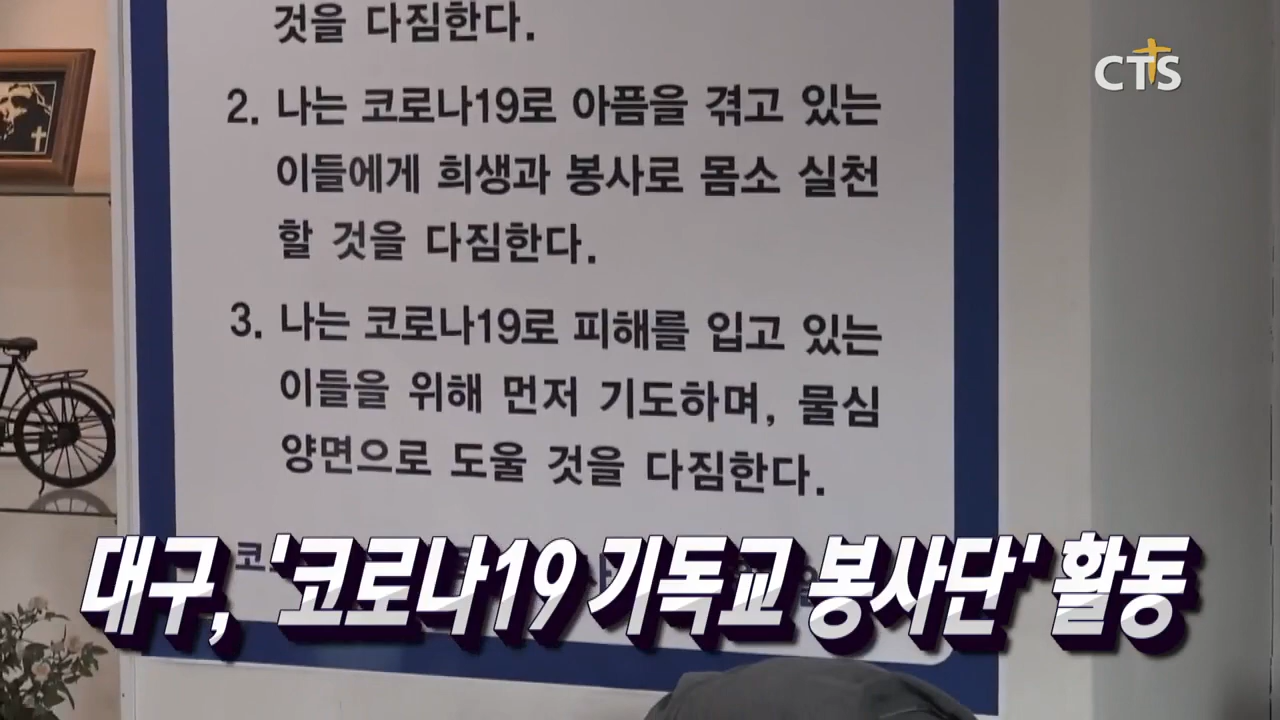 것을 다짐한다.
CTS
2. 나는 코로나19로 아픔을 겪고 있는
이들에게 희생과 봉사로 몸소 실천
할 것을 다짐한다.
3. 나는 코로나19로 피해를 입고 있는
이들을 위해 먼저 기도하며, 물심
양면으로 도울 것을 다짐한다.
대구, '코로나19 기독교 봉사단' 활동